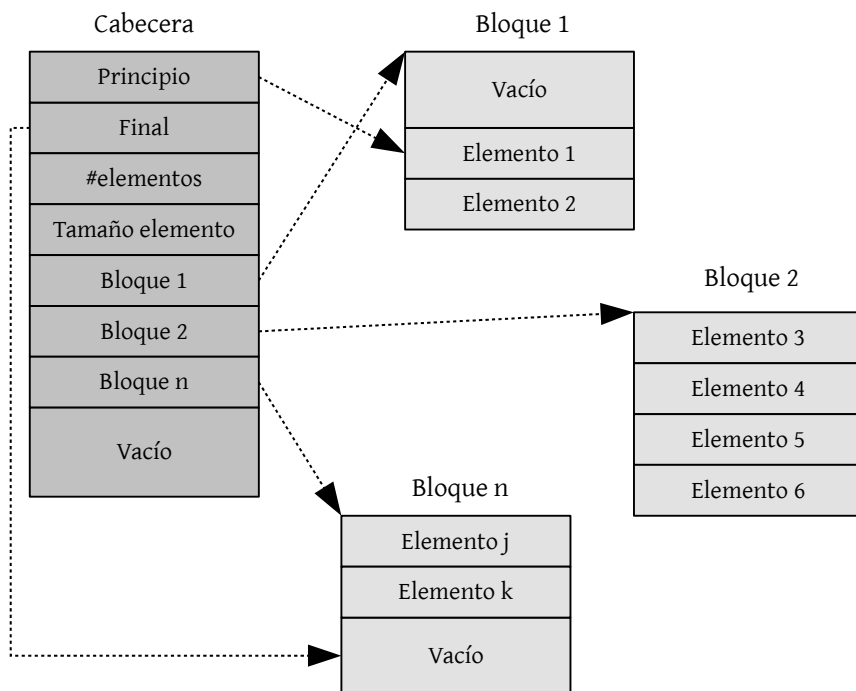 Cabecera
Principio
Final
#elementos
Tamaño elemento
Bloque 1
Bloque 2
Bloque n
Vacío
Bloque 1
Vacío
Elemento 1
Elemento 2
Bloque 2
Elemento 3
Elemento 4
Elemento 5
Elemento 6
Bloque n
Elemento j
Elemento k
Vacío